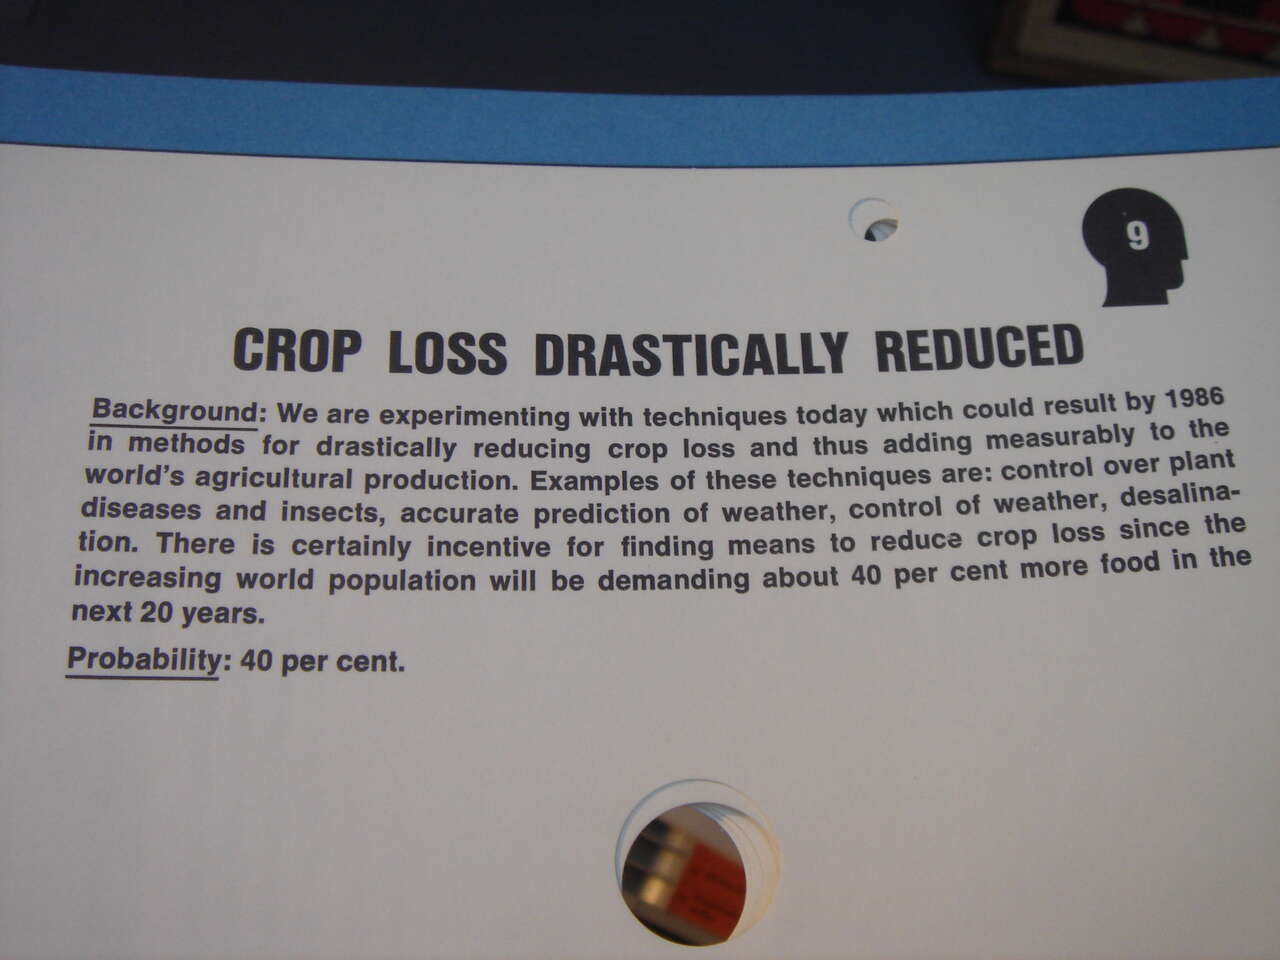 9
CROP LOSS DRASTICALLY REDUCED
Background: We are experimenting with techniques today which could result by 1986
in methods for drastically reducing crop loss and thus adding measurably to the
world's agricultural production. Examples of these techniques are: control over plant
diseases and insects, accurate prediction of weather, control of weather, desalina-
tion. There is certainly incentive for finding means to reduce crop loss since the
increasing world population will be demanding about 40 per cent more food in the
next 20 years.
Probability: 40 per cent.